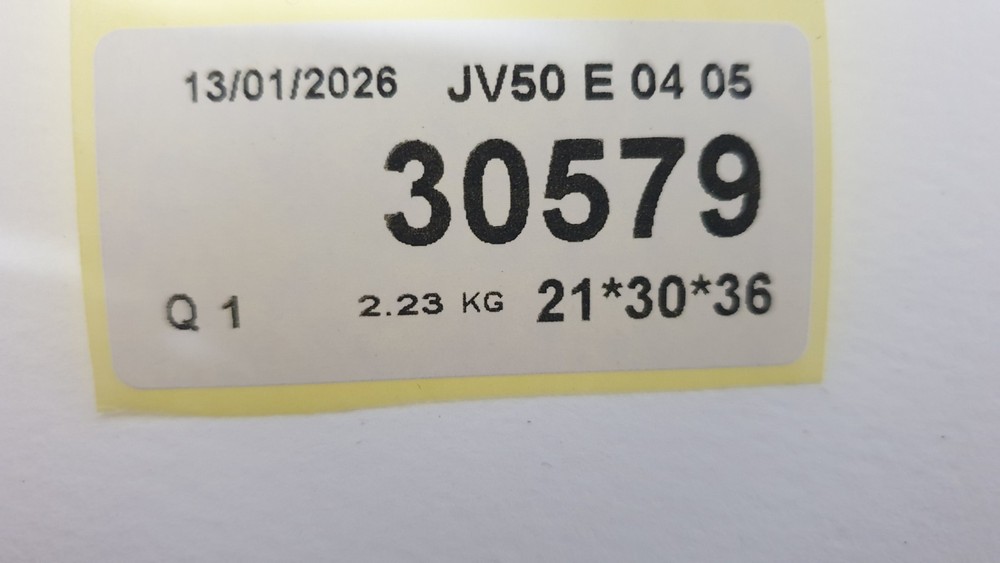 13/01/2026 JV50 E 04 05
30579
Q 1 2.23 KG 21*30*36